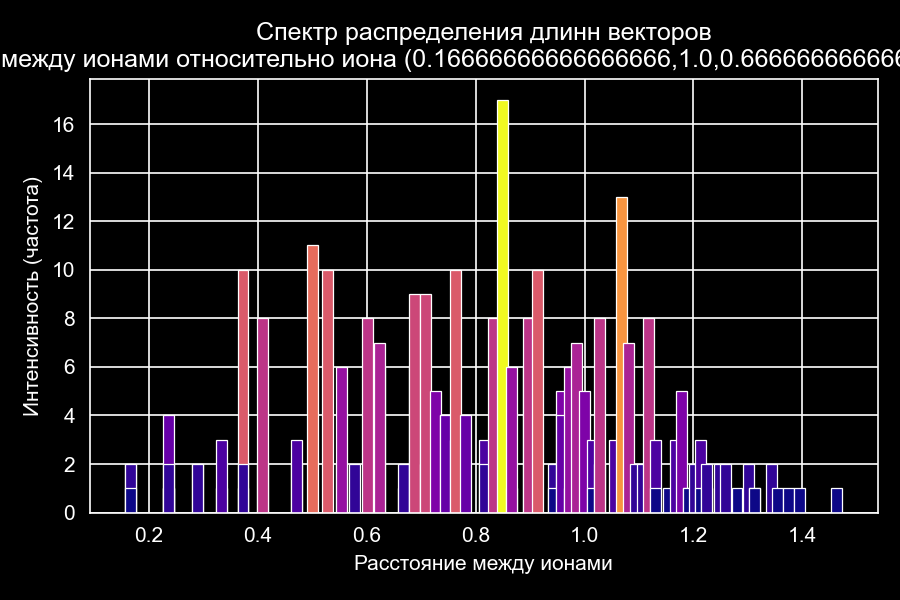 Спектр распределения длинн векторов
между ионами относительно иона (0.16666666666666666,1.0,0.6666666666666
Интенсивность (частота)
16
14
12
10
8
6
4
2
0
0.2 0.4 0.6 0.8 1.0 1.2 1.4
Расстояние между ионами